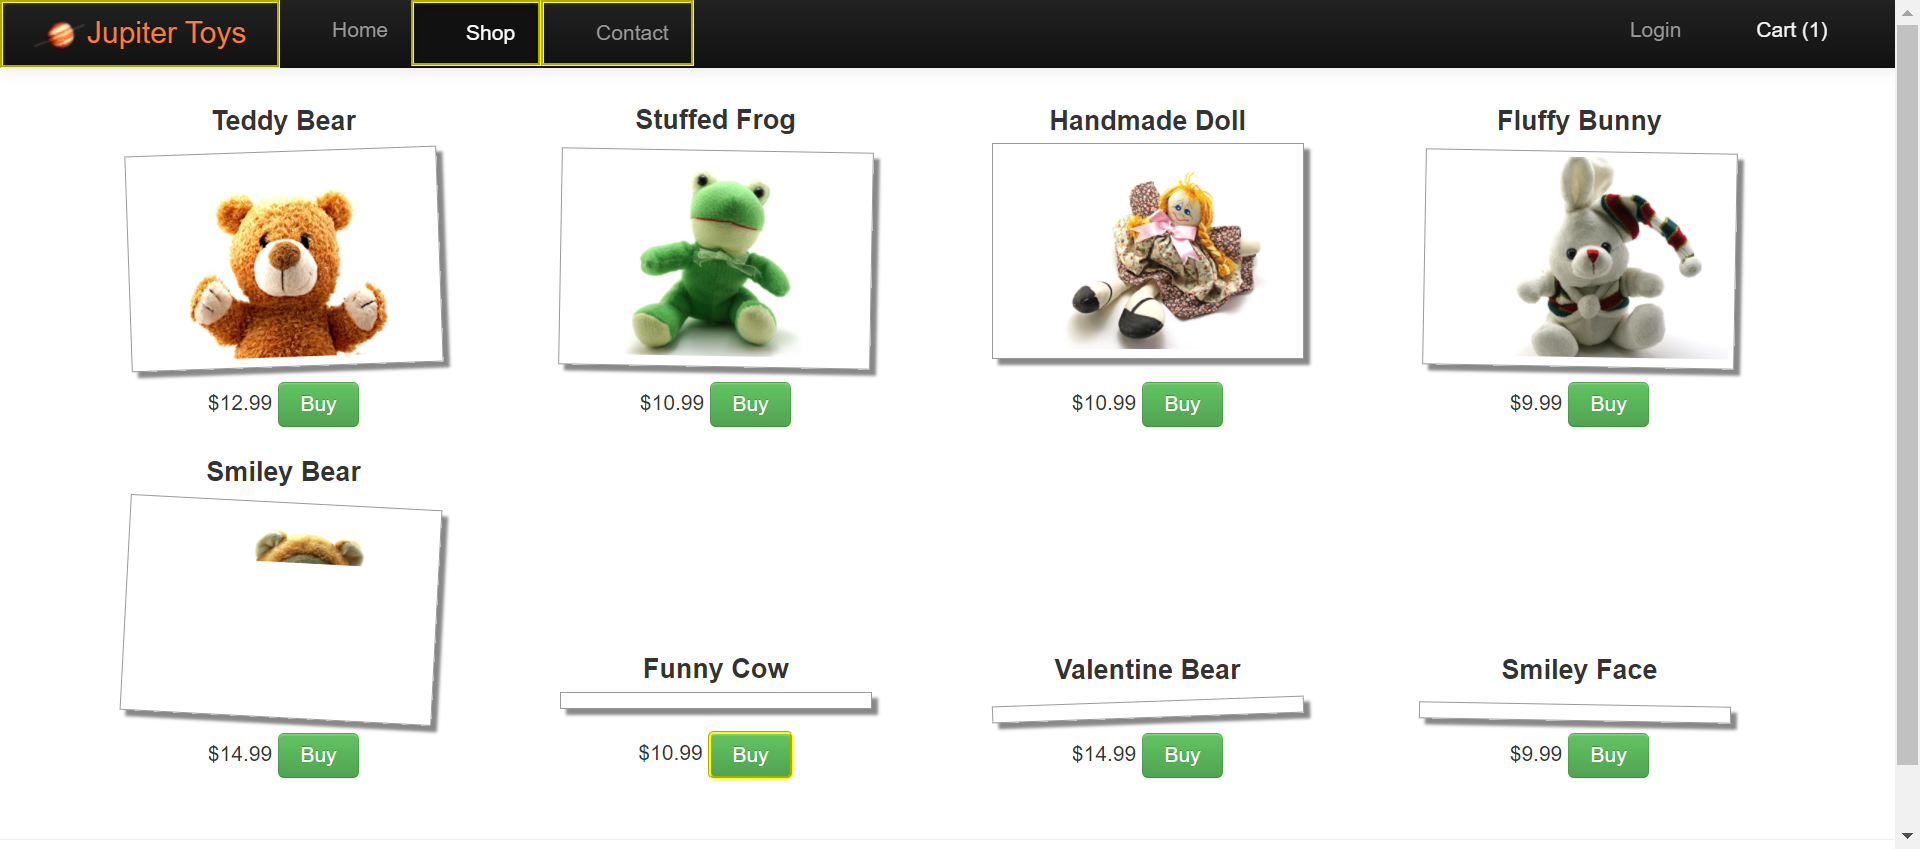 Jupiter Toys Home Shop Contact Login Cart (1)
Teddy Bear Stuffed Frog Handmade Doll Fluffy Bunny
$12.99 Buy $10.99 Buy $10.99 Buy $9.99 Buy
Smiley Bear
Funny Cow Valentine Bear Smiley Face
$14.99 Buy $10.99 Buy $14.99 Buy $9.99 Buy